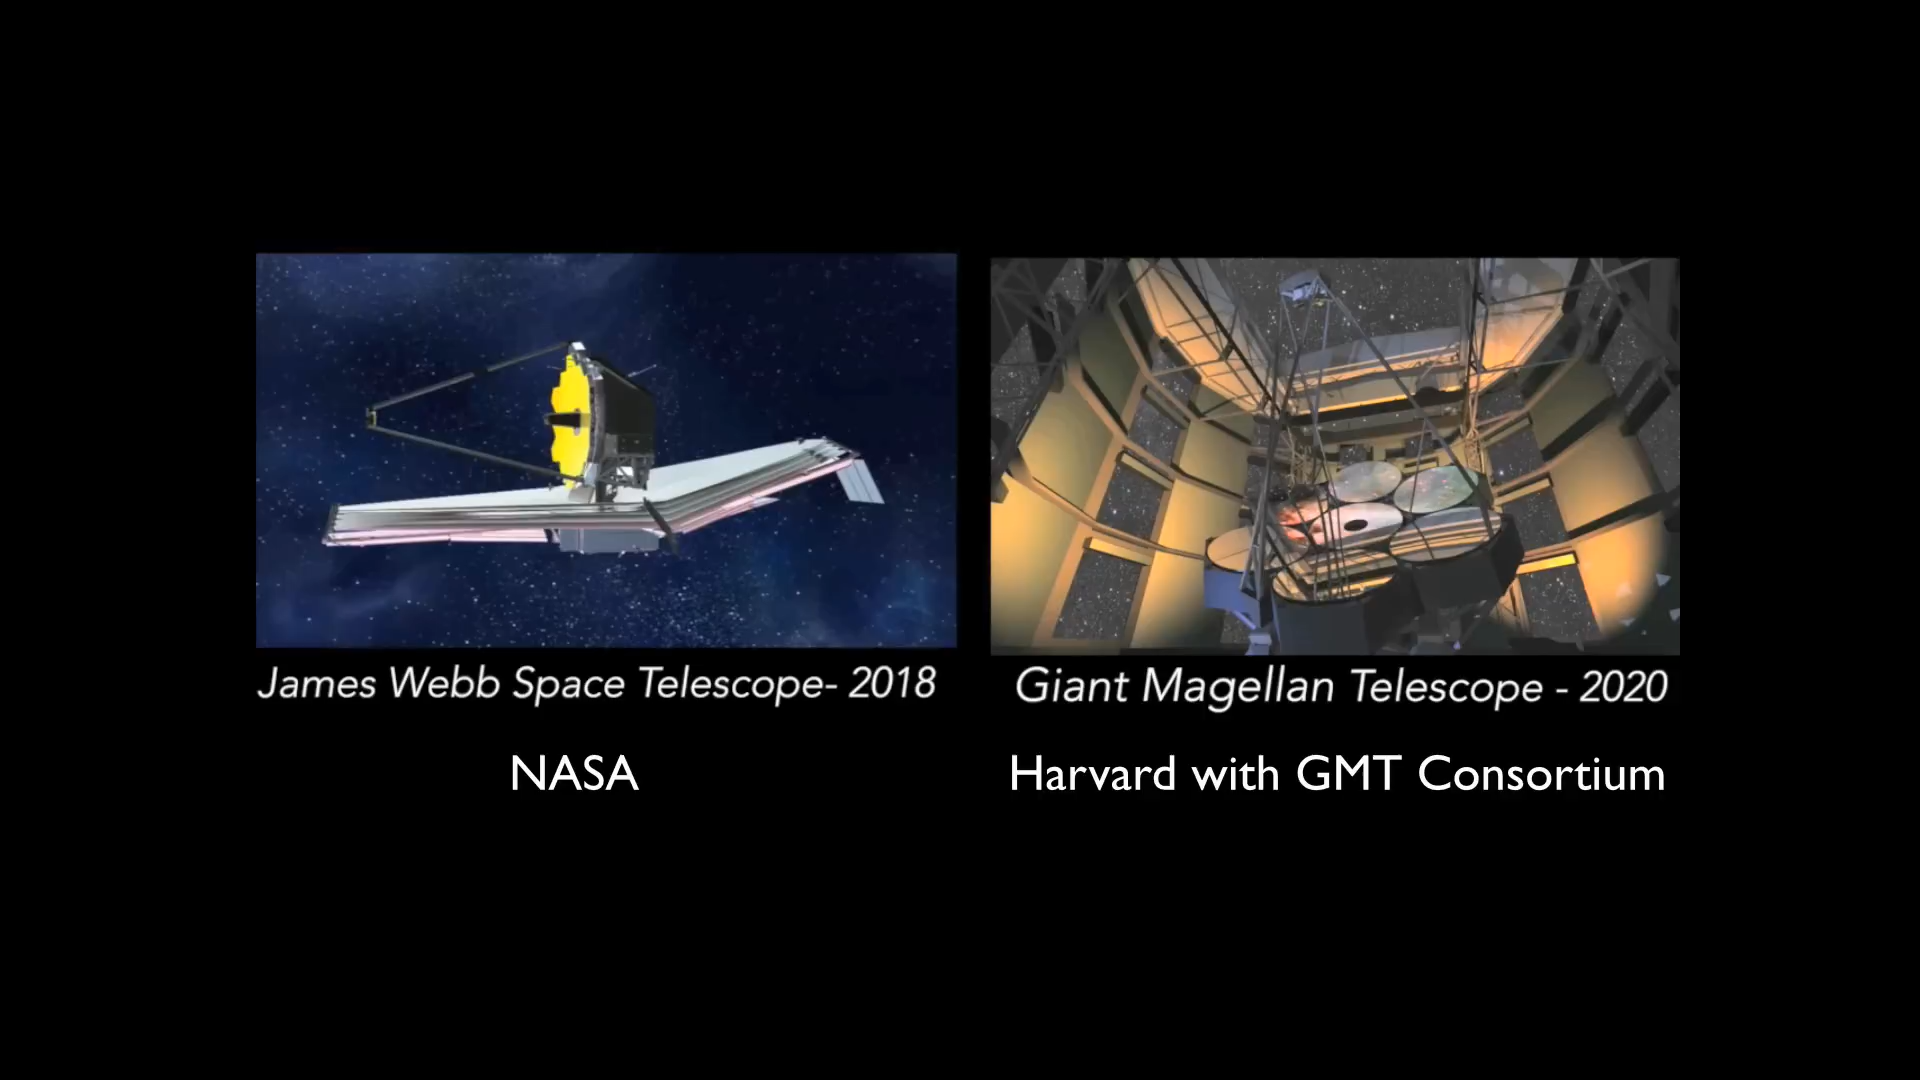 James Webb Space Telescope- 2018
Giant Magellan Telescope - 2020
NASA
Harvard with GMT Consortium